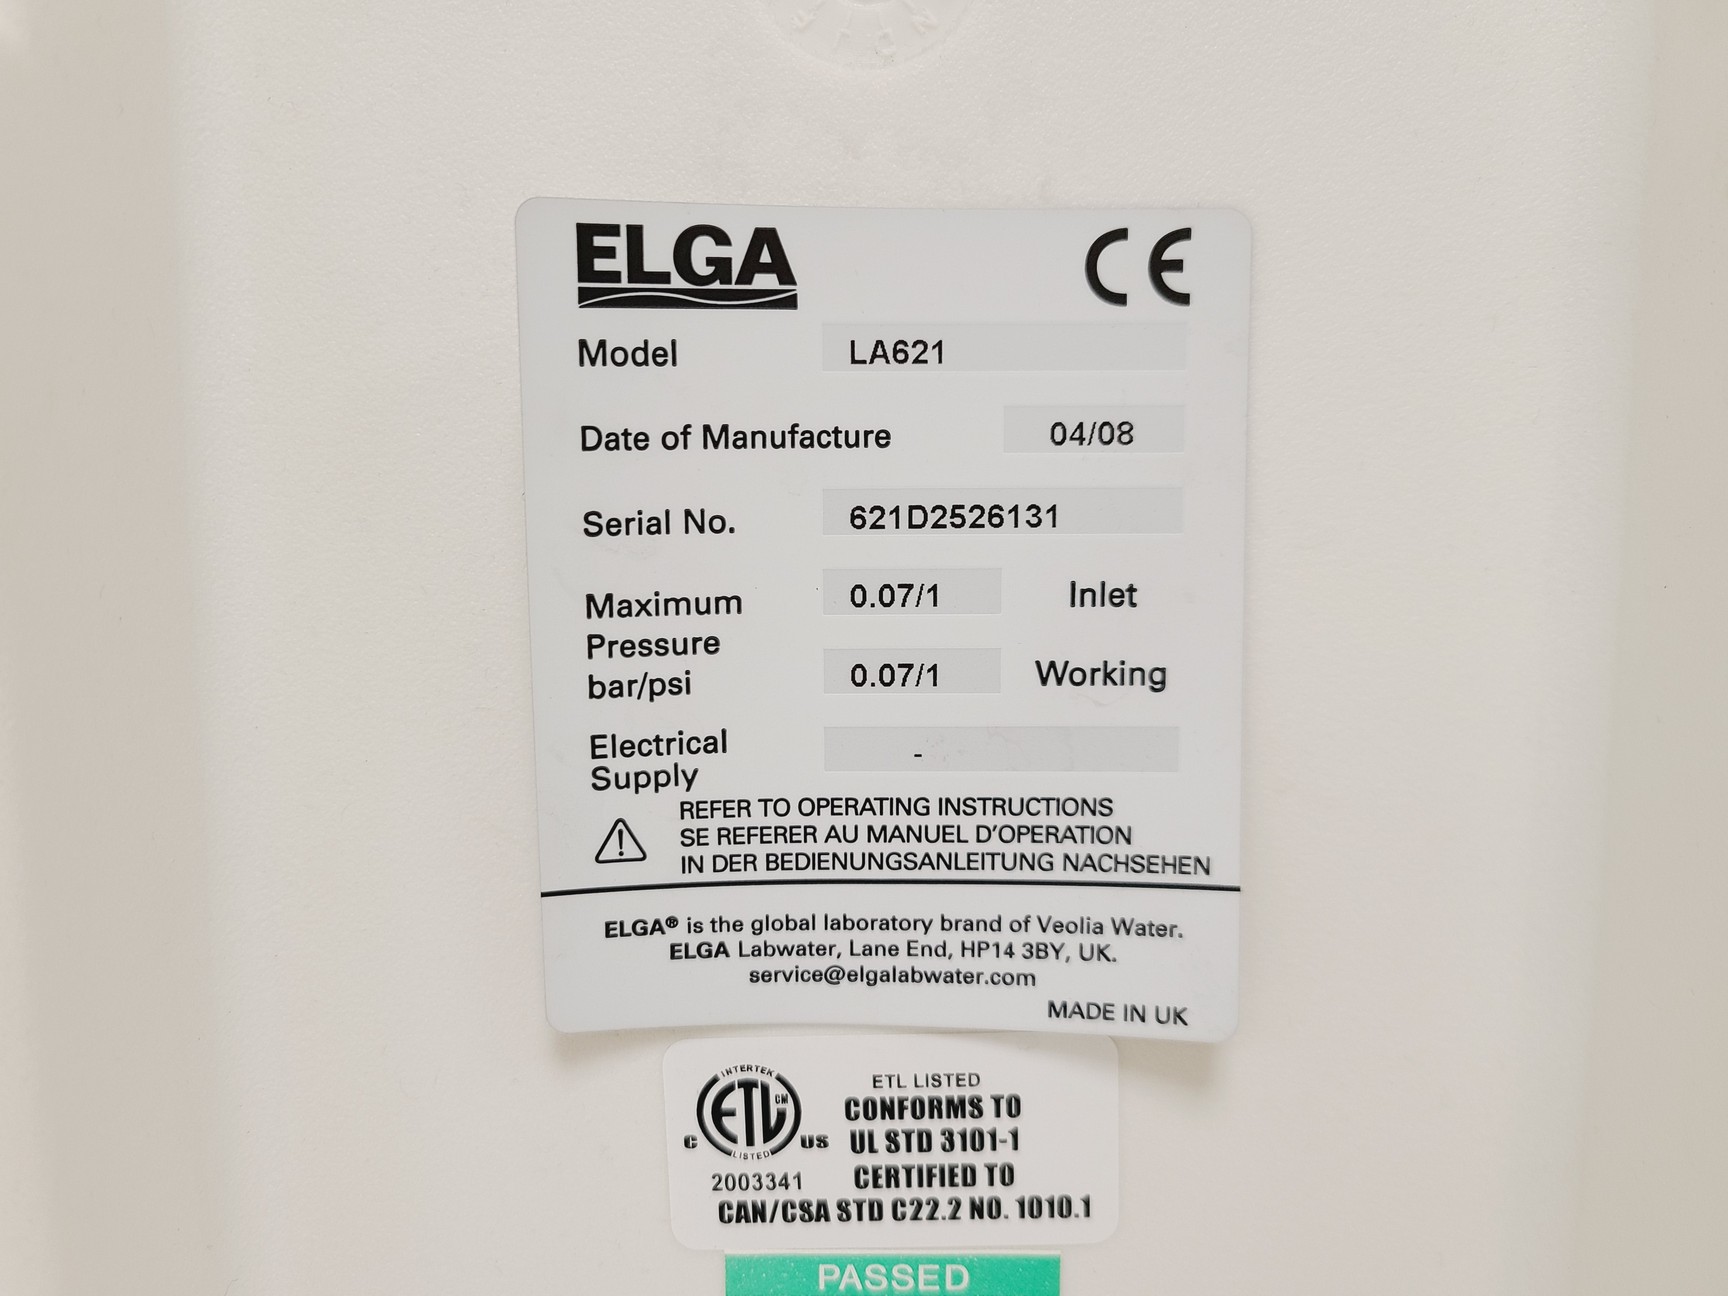 ELGA CE
Model LA621
Date of Manufacture 04/08
Serial No. 621D2526131
Maximum 0.07/1 Inlet
Pressure
bar/psi 0.07/1 Working
Electrical -
Supply
REFER TO OPERATING INSTRUCTIONS
SE REFERER AU MANUEL D'OPERATION
IN DER BEDIENUNGSANLEITUNG NACHSEHEN
ELGA® is the global laboratory brand of Veolia Water.
ELGA Labwater, Lane End, HP14 3BY, UK.
service@elgalabwater.com
MADE IN UK
INTERTEK
ETL CM
C US
LISTED
2003341
ETL LISTED
CONFORMS TO
UL STD 3101-1
CERTIFIED TO
CAN/CSA STD C22.2 NO. 1010.1
PASSED